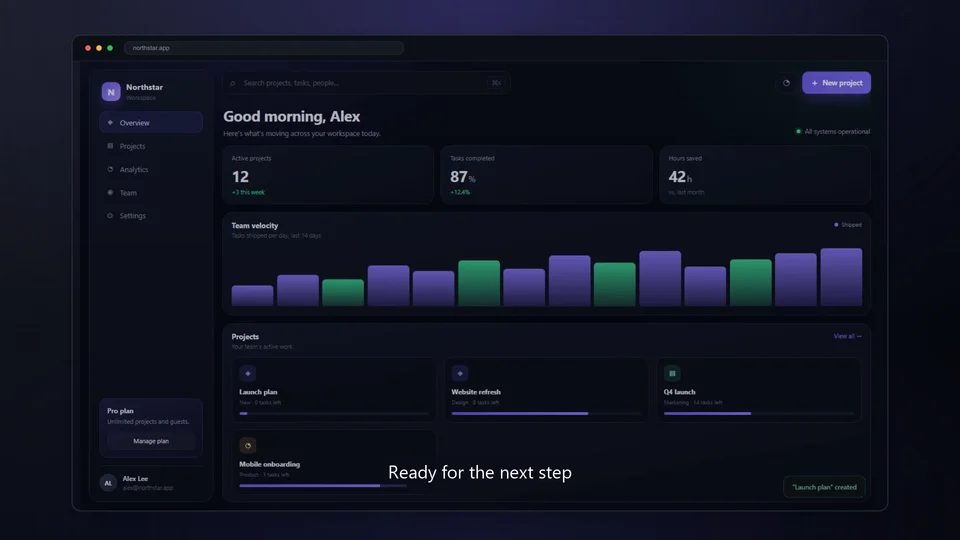 northstar.app
N
Northstar
Workspace
Overview
Projects
Analytics
Team
Settings
Pro plan
Unlimited projects and guests.
Manage plan
AL
Alex Lee
alex@northstar.app
Search projects, tasks, people...
⌘K
+ New project
Good morning, Alex
Here's what's moving across your workspace today.
All systems operational
Active projects
12
+3 this week
Tasks completed
87%
+12.4%
Hours saved
42h
vs. last month
Team velocity
Tasks shipped per day, last 14 days
Shipped
Projects
Your team's active work
View all
Launch plan
New · 0 tasks left
Website refresh
Design · 8 tasks left
Q4 launch
Marketing · 14 tasks left
Mobile onboarding
Product · 5 tasks left
Ready for the next step
"Launch plan" created